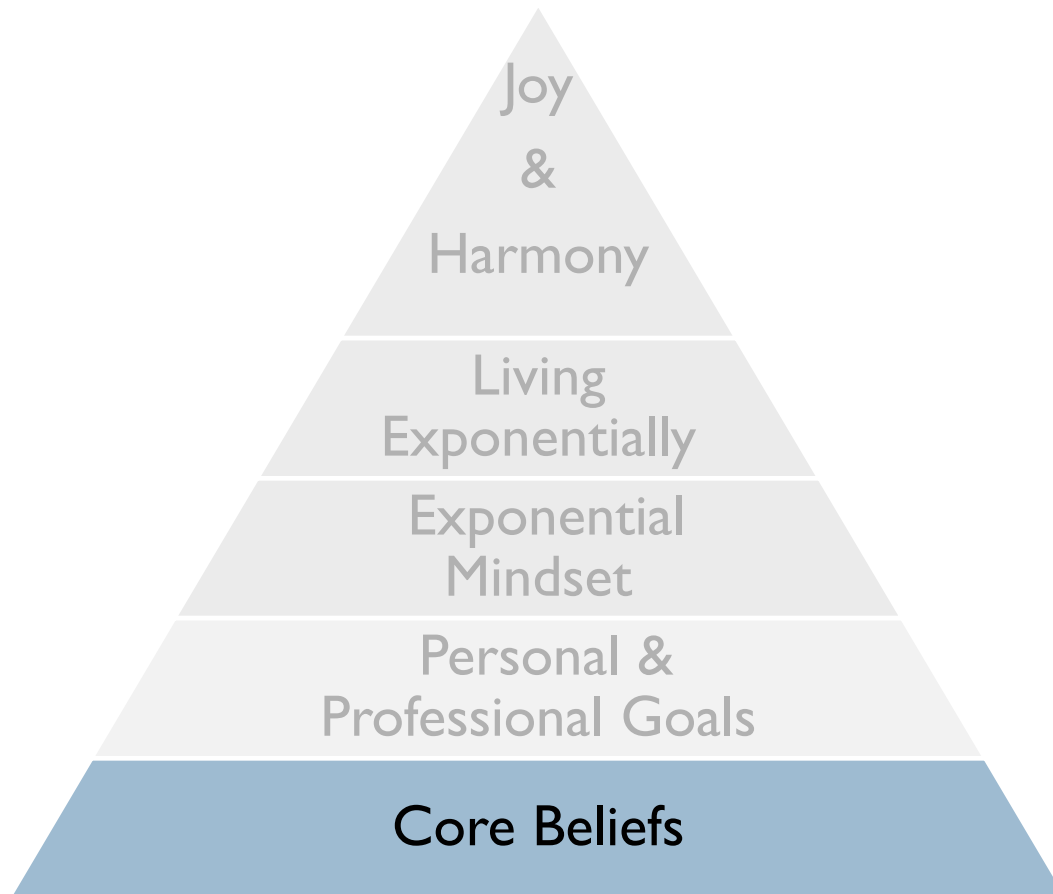 Joy
&
Harmony
Living
Exponentially
Exponential
Mindset
Personal &
Professional Goals
Core Beliefs